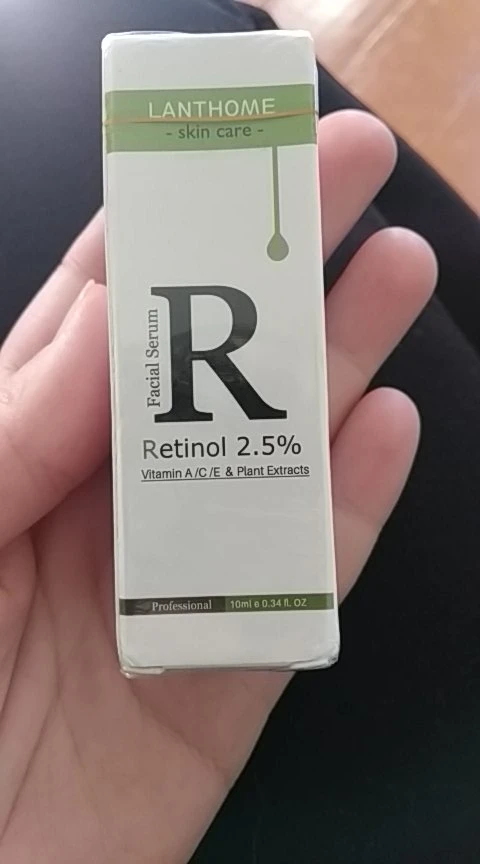 LANTHOME
- skin care -
Facial Serum
R
Retinol 2.5%
Vitamin A/C/E & Plant Extracts
Professional 10ml e 0.34 fl. OZ